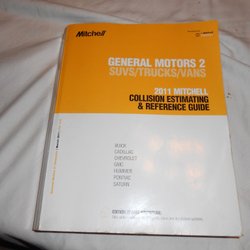 Mitchell
GENERAL MOTORS 2
SUVS/TRUCKS/VANS
2011 MITCHELL
COLLISION ESTIMATING
& REFERENCE GUIDE
BUICK
CADILLAC
CHEVROLET
GMC
HUMMER
PONTIAC
SATURN